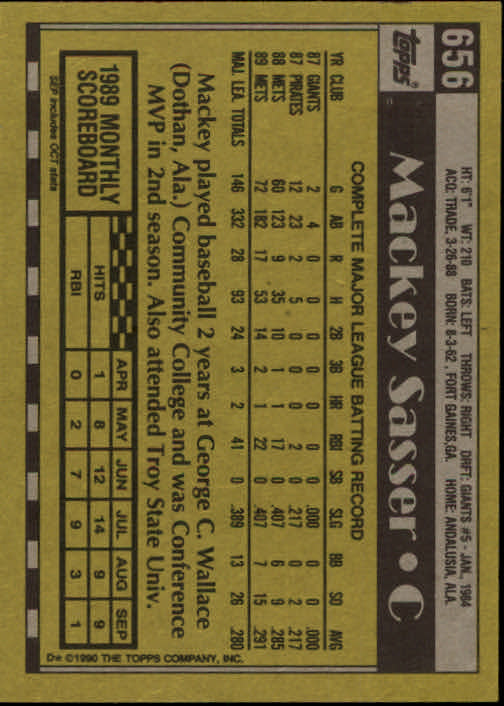 656
topps
HT: 6'1" WT: 210 BATS: LEFT THROWS: RIGHT DRFT: GIANTS #5 - JAN., 1984
ACQ: TRADE, 3-26-88 BORN: 8-3-62, FORT GAINES, GA. HOME: ANDALUSIA, ALA.
Mackey Sasser • C
COMPLETE MAJOR LEAGUE BATTING RECORD
YR CLUB G AB R H 2B 3B HR RBI SB SLG BB SO AVG
87 GIANTS 2 4 0 0 0 0 0 0 0 .000 0 0 .000
87 PIRATES 12 23 2 5 0 0 0 2 0 .217 0 2 .217
88 METS 60 123 9 35 10 1 1 17 0 .407 6 9 .285
89 METS 72 182 17 53 14 2 1 22 0 .407 7 15 .291
MAJ. LEA. TOTALS 146 332 28 93 24 3 2 41 0 .389 13 26 .280
Mackey played baseball 2 years at George C. Wallace
(Dothan, Ala.) Community College and was Conference
MVP in 2nd season. Also attended Troy State Univ.
1989 MONTHLY
SCOREBOARD
APR MAY JUN JUL AUG SEP
HITS 1 8 12 14 9 9
RBI 0 2 7 9 3 1
SEP includes OCT stats
D* ©1990 THE TOPPS COMPANY, INC.